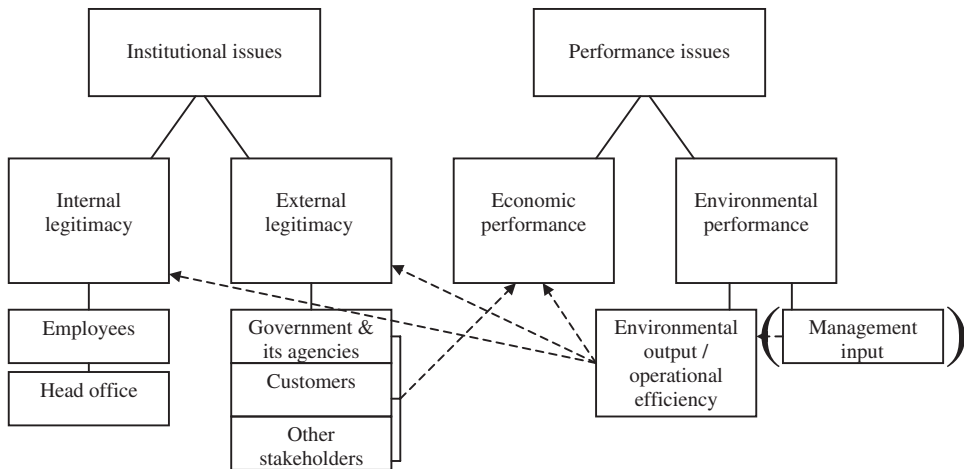 Institutional issues
Performance issues
Internal
legitimacy
External
legitimacy
Economic
performance
Environmental
performance
Employees
Head office
Government &
its agencies
Customers
Other
stakeholders
Environmental
output /
operational
efficiency
(
Management
input
)